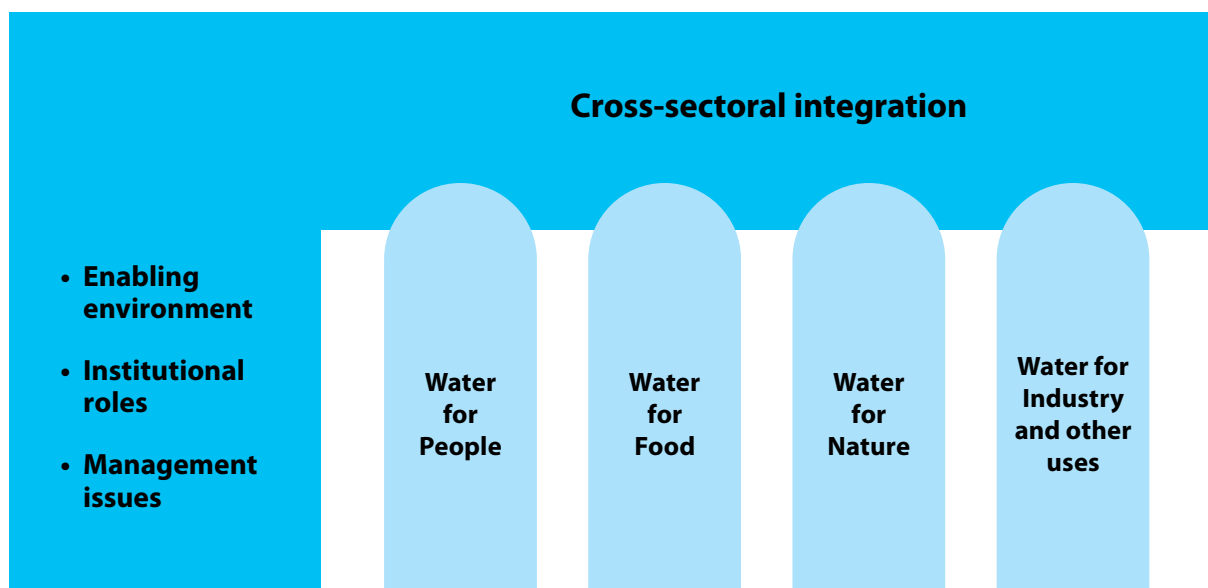 Cross-sectoral integration
• Enabling
environment
• Institutional
roles
• Management
issues
Water
for
People
Water
for
Food
Water
for
Nature
Water for
Industry
and other
uses